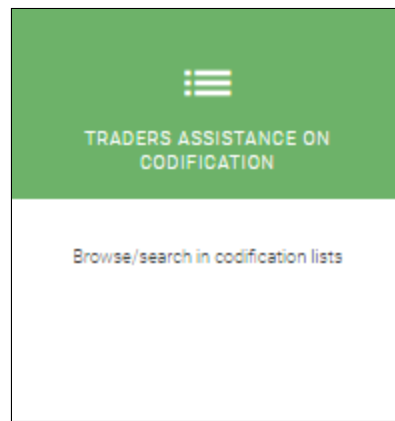 TRADERS ASSISTANCE ON
CODIFICATION
Browse/search in codification lists